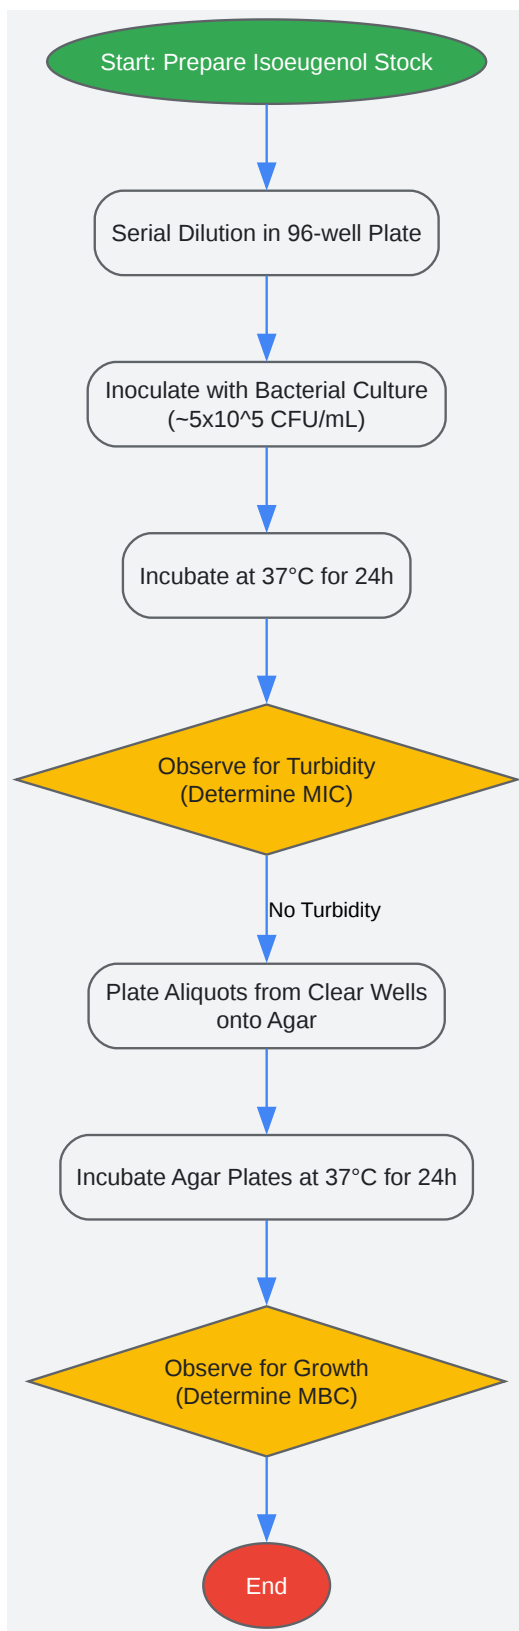 Start: Prepare Isoeugenol Stock
Serial Dilution in 96-well Plate
Inoculate with Bacterial Culture
(~5x10^5 CFU/mL)
Incubate at 37°C for 24h
Observe for Turbidity
(Determine MIC)
No Turbidity
Plate Aliquots from Clear Wells
onto Agar
Incubate Agar Plates at 37°C for 24h
Observe for Growth
(Determine MBC)
End